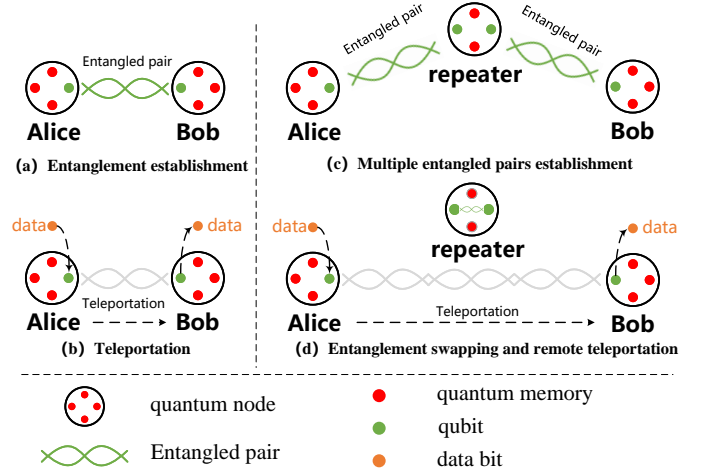 Entangled pair
Alice
Bob
(a) Entanglement establishment
Entangled pair
Entangled pair
repeater
Alice
Bob
(c) Multiple entangled pairs establishment
data
data
Teleportation
Alice
Bob
(b) Teleportation
data
data
repeater
Teleportation
Alice
Bob
(d) Entanglement swapping and remote teleportation
quantum node
Entangled pair
quantum memory
qubit
data bit